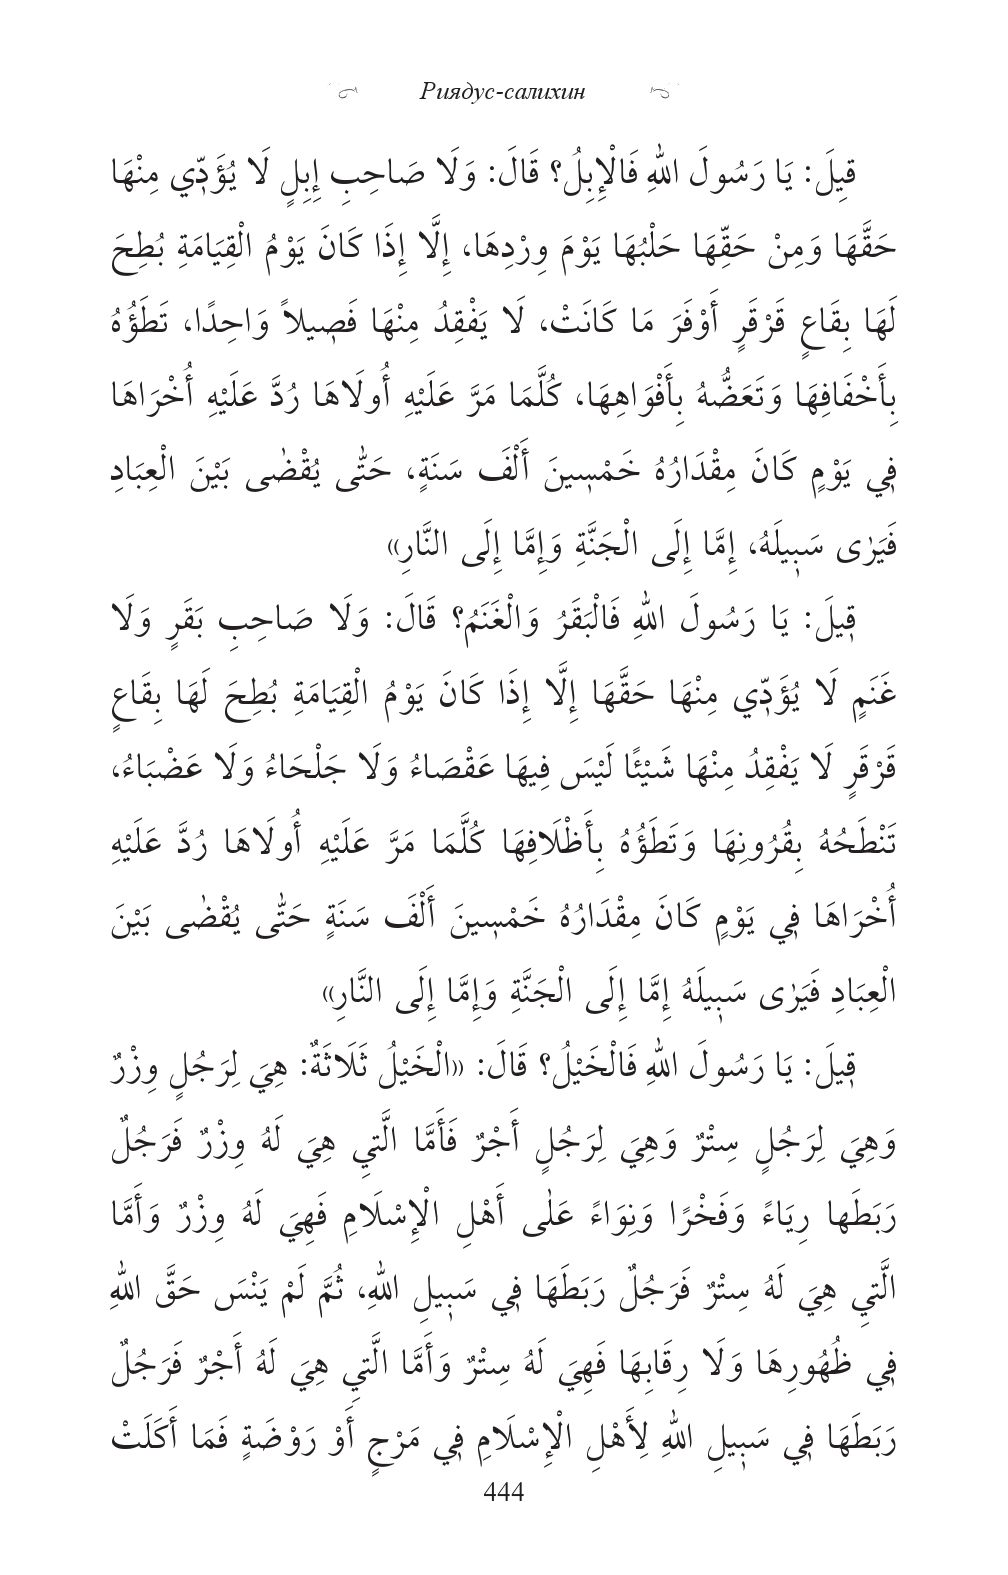 Риядус-салихин
قِيلَ: يَا رَسُولَ اللهِ فَالْإِبِلُ؟ قَالَ: وَلَا صَاحِبِ إِبِلٍ لَا يُؤَدِّي مِنْهَا
حَقَّهَا وَمِنْ حَقِّهَا حَلْبُهَا يَوْمَ وِرْدِهَا، إِلَّا إِذَا كَانَ يَوْمُ الْقِيَامَةِ بُطِحَ
لَهَا بِقَاعٍ قَرْقَرٍ أَوْفَرَ مَا كَانَتْ، لَا يَفْقِدُ مِنْهَا فَصِيلاً وَاحِدًا، تَطَؤُهُ
بِأَخْفَافِهَا وَتَعَضُّهُ بِأَفْوَاهِهَا، كُلَّمَا مَرَّ عَلَيْهِ أُولَاهَا رُدَّ عَلَيْهِ أُخْرَاهَا
فِي يَوْمٍ كَانَ مِقْدَارُهُ خَمْسِينَ أَلْفَ سَنَةٍ، حَتّٰى يُقْضٰى بَيْنَ الْعِبَادِ
فَيَرٰى سَبِيلَهُ، إِمَّا إِلَى الْجَنَّةِ وَإِمَّا إِلَى النَّارِ»
قِيلَ: يَا رَسُولَ اللهِ فَالْبَقَرُ وَالْغَنَمُ؟ قَالَ: وَلَا صَاحِبِ بَقَرٍ وَلَا
غَنَمٍ لَا يُؤَدِّي مِنْهَا حَقَّهَا إِلَّا إِذَا كَانَ يَوْمُ الْقِيَامَةِ بُطِحَ لَهَا بِقَاعٍ
قَرْقَرٍ لَا يَفْقِدُ مِنْهَا شَيْئًا لَيْسَ فِيهَا عَقْصَاءُ وَلَا جَلْحَاءُ وَلَا عَضْبَاءُ،
تَنْطَحُهُ بِقُرُونِهَا وَتَطَؤُهُ بِأَظْلَافِهَا كُلَّمَا مَرَّ عَلَيْهِ أُولَاهَا رُدَّ عَلَيْهِ
أُخْرَاهَا فِي يَوْمٍ كَانَ مِقْدَارُهُ خَمْسِينَ أَلْفَ سَنَةٍ حَتّٰى يُقْضٰى بَيْنَ
الْعِبَادِ فَيَرٰى سَبِيلَهُ إِمَّا إِلَى الْجَنَّةِ وَإِمَّا إِلَى النَّارِ»
قِيلَ: يَا رَسُولَ اللهِ فَالْخَيْلُ؟ قَالَ: «الْخَيْلُ ثَلَاثَةٌ: هِيَ لِرَجُلٍ وِزْرٌ
وَهِيَ لِرَجُلٍ سِتْرٌ وَهِيَ لِرَجُلٍ أَجْرٌ فَأَمَّا الَّتِي هِيَ لَهُ وِزْرٌ فَرَجُلٌ
رَبَطَها رِيَاءً وَفَخْرًا وَنِوَاءً عَلٰى أَهْلِ الْإِسْلَامِ فَهِيَ لَهُ وِزْرٌ وَأَمَّا
الَّتِي هِيَ لَهُ سِتْرٌ فَرَجُلٌ رَبَطَهَا فِي سَبِيلِ اللهِ، ثُمَّ لَمْ يَنْسَ حَقَّ اللهِ
فِي ظُهُورِهَا وَلَا رِقَابِهَا فَهِيَ لَهُ سِتْرٌ وَأَمَّا الَّتِي هِيَ لَهُ أَجْرٌ فَرَجُلٌ
رَبَطَهَا فِي سَبِيلِ اللهِ لِأَهْلِ الْإِسْلَامِ فِي مَرْجٍ أَوْ رَوْضَةٍ فَمَا أَكَلَتْ
444